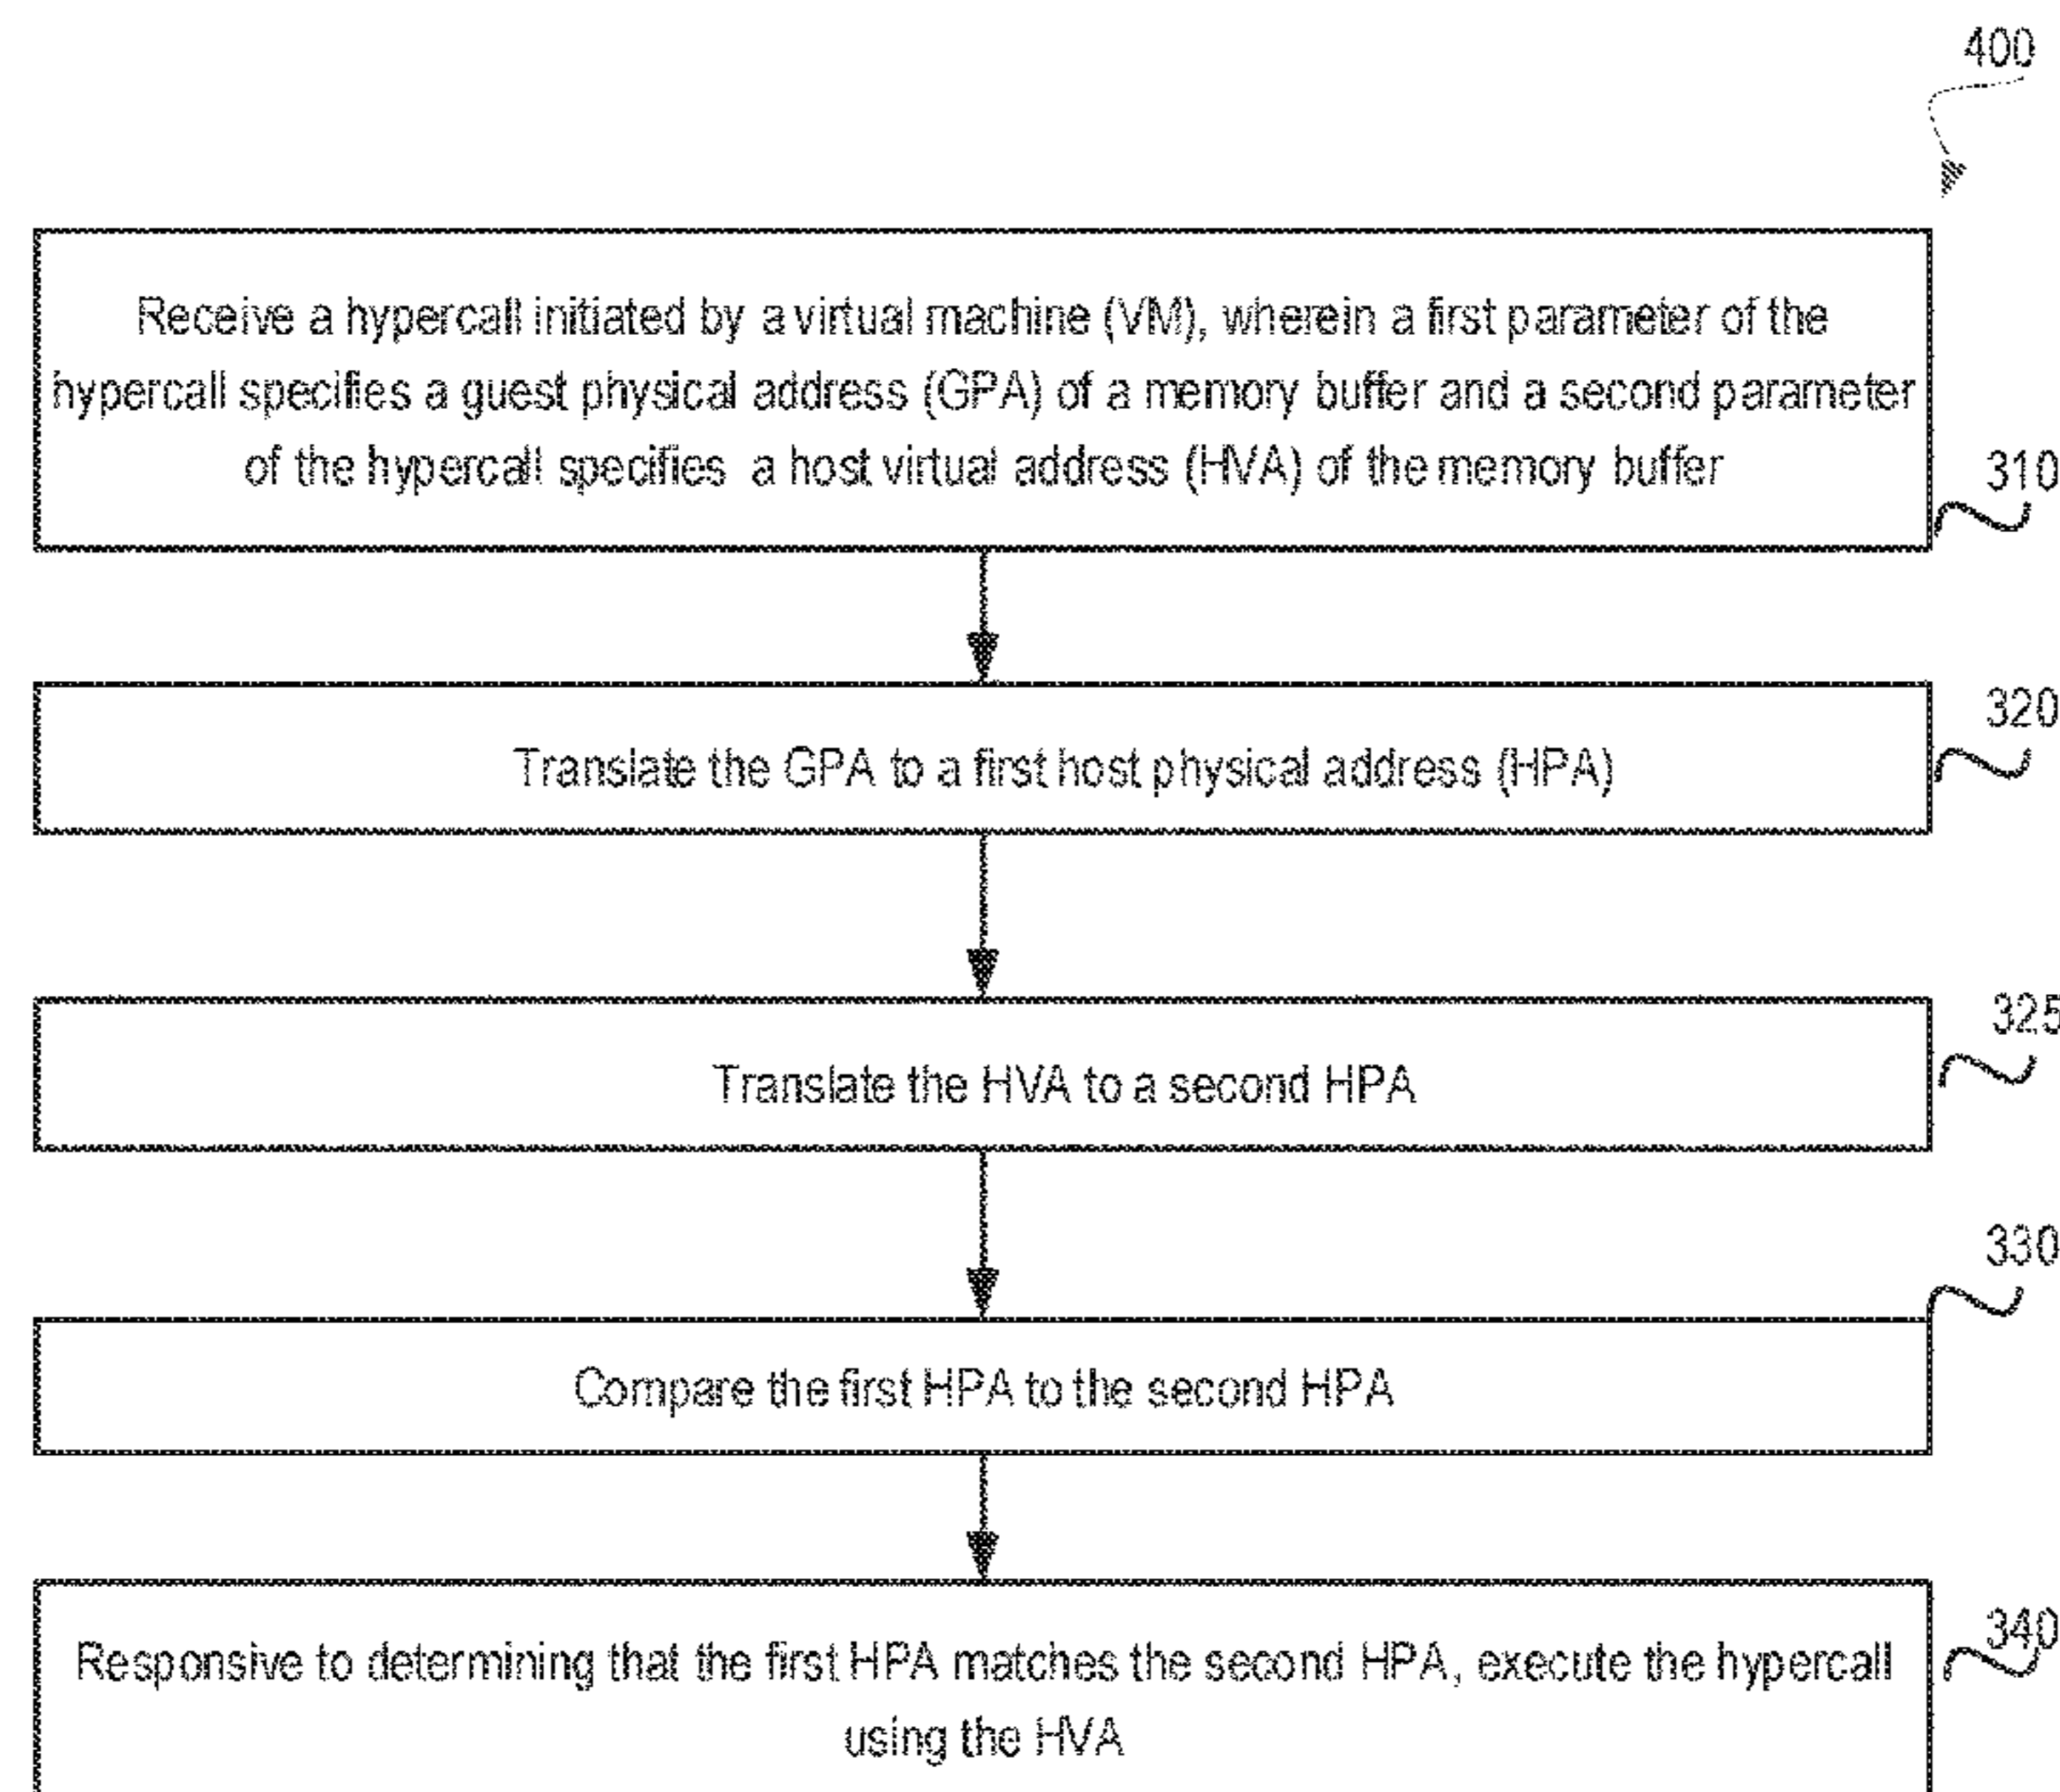 400
Receive a hypercall initiated by a virtual machine (VM), wherein a first parameter of the
hypercall specifies a guest physical address (GPA) of a memory buffer and a second parameter
of the hypercall specifies a host virtual address (HVA) of the memory buffer
310
320
Translate the GPA to a first host physical address (HPA)
325
Translate the HVA to a second HPA
330
Compare the first HPA to the second HPA
340
Responsive to determining that the first HPA matches the second HPA, execute the hypercall
using the HVA